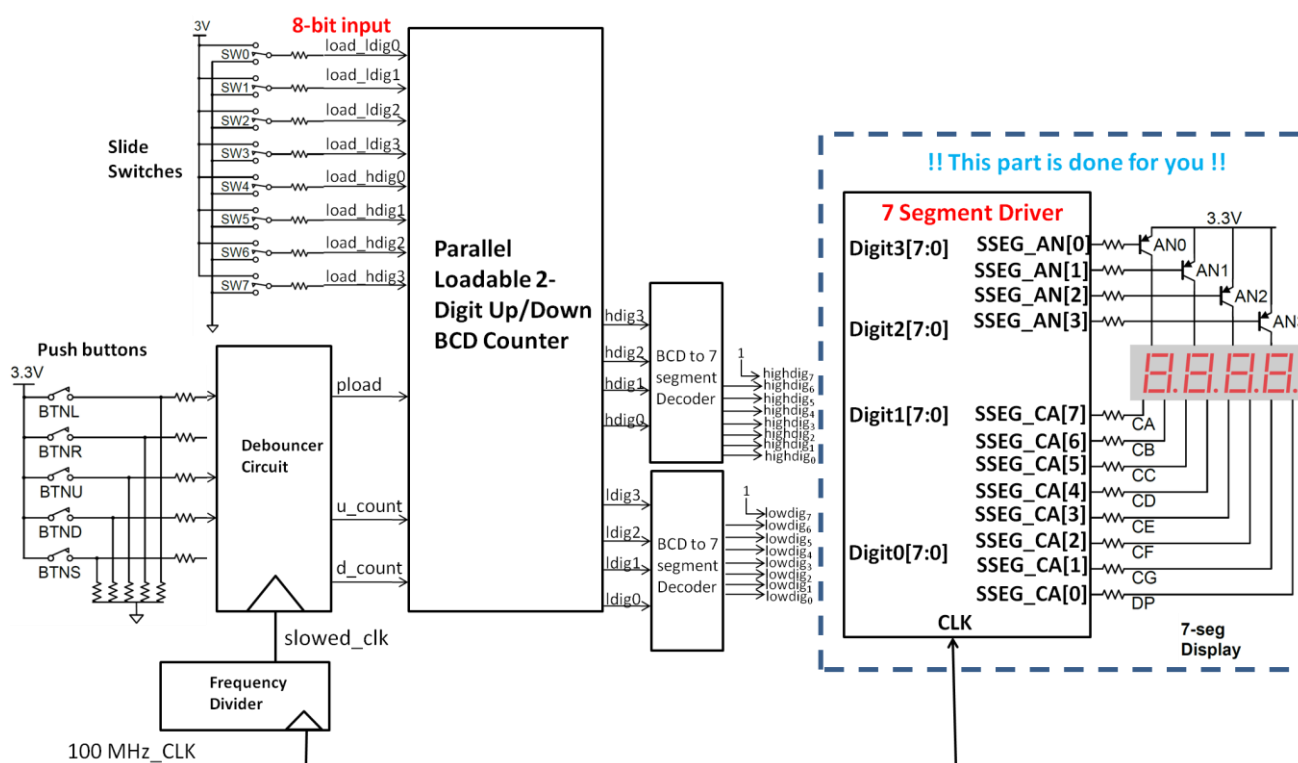 3V
8-bit input
SW0
load_ldig0
SW1
load_ldig1
SW2
load_ldig2
SW3
load_ldig3
SW4
load_hdig0
SW5
load_hdig1
SW6
load_hdig2
SW7
load_hdig3
Slide
Switches
Parallel
Loadable 2-
Digit Up/Down
BCD Counter
Push buttons
3.3V
BTNL
BTNR
BTNU
BTND
BTNS
Debouncer
Circuit
pload
u_count
d_count
slowed_clk
Frequency
Divider
100 MHz_CLK
hdig3
hdig2
hdig1
hdig0
BCD to 7
segment
Decoder
1
highdig7
highdig6
highdig5
highdig4
highdig3
highdig2
highdig1
highdig0
ldig3
ldig2
ldig1
ldig0
BCD to 7
segment
Decoder
1
lowdig7
lowdig6
lowdig5
lowdig4
lowdig3
lowdig2
lowdig1
lowdig0
!! This part is done for you !!
7 Segment Driver
Digit3[7:0]
Digit2[7:0]
Digit1[7:0]
Digit0[7:0]
SSEG_AN[0]
SSEG_AN[1]
SSEG_AN[2]
SSEG_AN[3]
SSEG_CA[7]
SSEG_CA[6]
SSEG_CA[5]
SSEG_CA[4]
SSEG_CA[3]
SSEG_CA[2]
SSEG_CA[1]
SSEG_CA[0]
CLK
3.3V
AN0
AN1
AN2
8.8.8.8.
CA
CB
CC
CD
CE
CF
CG
DP
7-seg
Display